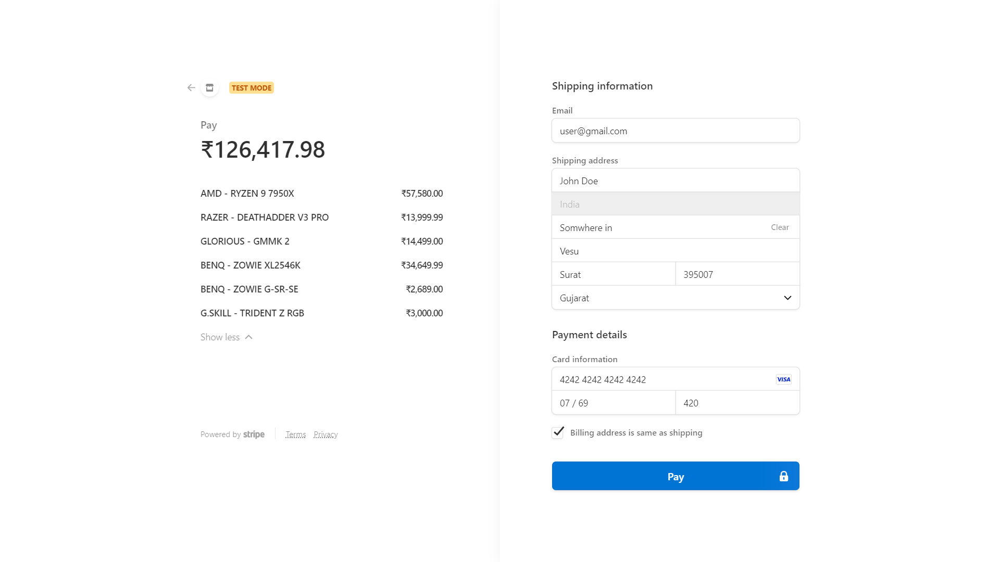 TEST MODE
Pay
₹126,417.98
AMD - RYZEN 9 7950X ₹57,580.00
RAZER - DEATHADDER V3 PRO ₹13,999.99
GLORIOUS - GMMK 2 ₹14,499.00
BENQ - ZOWIE XL2546K ₹34,649.99
BENQ - ZOWIE G-SR-SE ₹2,689.00
G.SKILL - TRIDENT Z RGB ₹3,000.00
Show less
Powered by stripe Terms Privacy
Shipping information
Email
user@gmail.com
Shipping address
John Doe
India
Somwhere in Clear
Vesu
Surat 395007
Gujarat
Payment details
Card information
4242 4242 4242 4242 VISA
07 / 69 420
Billing address is same as shipping
Pay